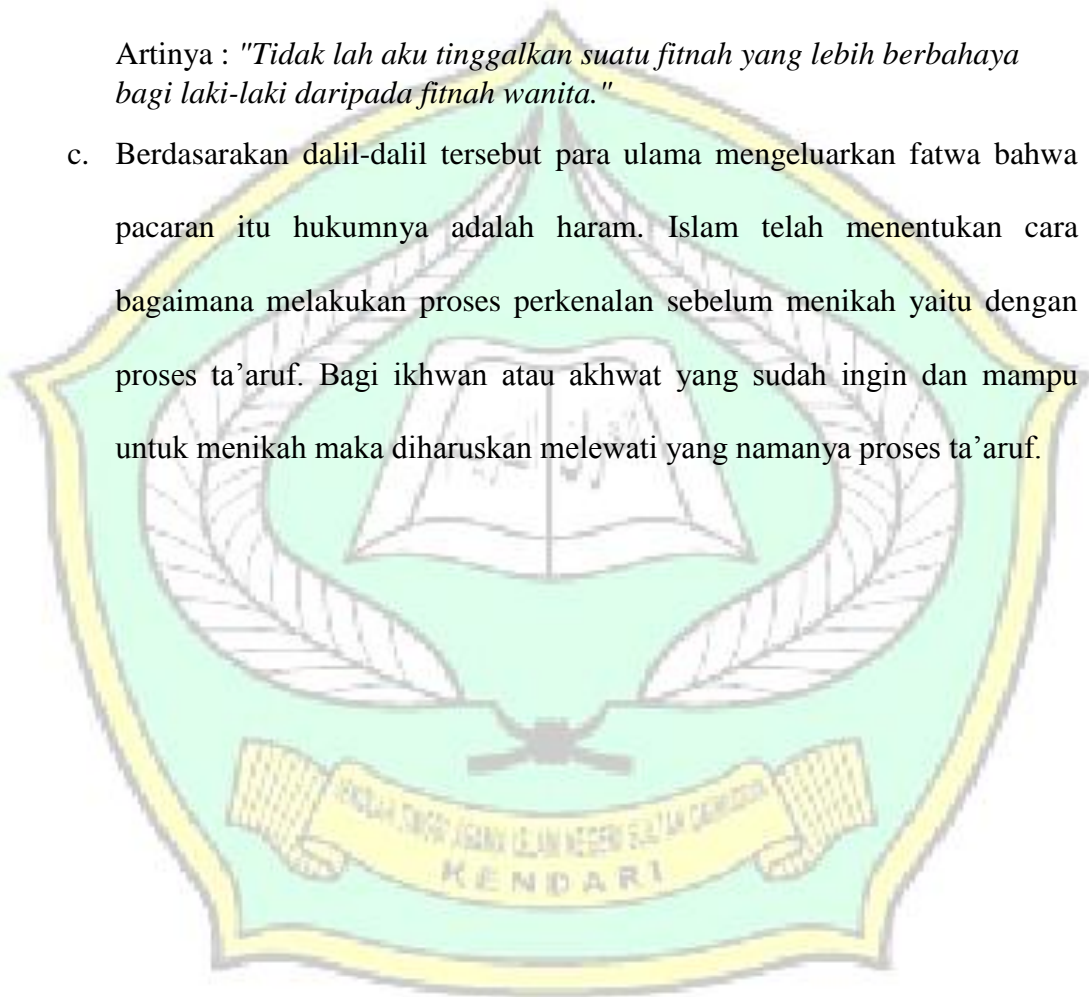 Artinya : "Tidak lah aku tinggalkan suatu fitnah yang lebih berbahaya
bagi laki-laki daripada fitnah wanita."
c. Berdasarakan dalil-dalil tersebut para ulama mengeluarkan fatwa bahwa
pacaran itu hukumnya adalah haram. Islam telah menentukan cara
bagaimana melakukan proses perkenalan sebelum menikah yaitu dengan
proses ta’aruf. Bagi ikhwan atau akhwat yang sudah ingin dan mampu
untuk menikah maka diharuskan melewati yang namanya proses ta’aruf.
KENDARI